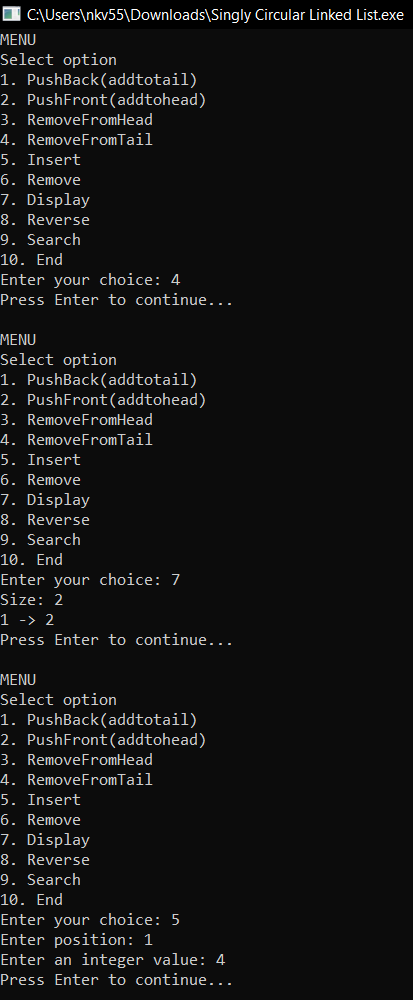 C:\Users\nkv55\Downloads\Singly Circular Linked List.exe
MENU
Select option
1. PushBack(addtotail)
2. PushFront(addtohead)
3. RemoveFromHead
4. RemoveFromTail
5. Insert
6. Remove
7. Display
8. Reverse
9. Search
10. End
Enter your choice: 4
Press Enter to continue...
MENU
Select option
1. PushBack(addtotail)
2. PushFront(addtohead)
3. RemoveFromHead
4. RemoveFromTail
5. Insert
6. Remove
7. Display
8. Reverse
9. Search
10. End
Enter your choice: 7
Size: 2
1 -> 2
Press Enter to continue...
MENU
Select option
1. PushBack(addtotail)
2. PushFront(addtohead)
3. RemoveFromHead
4. RemoveFromTail
5. Insert
6. Remove
7. Display
8. Reverse
9. Search
10. End
Enter your choice: 5
Enter position: 1
Enter an integer value: 4
Press Enter to continue...